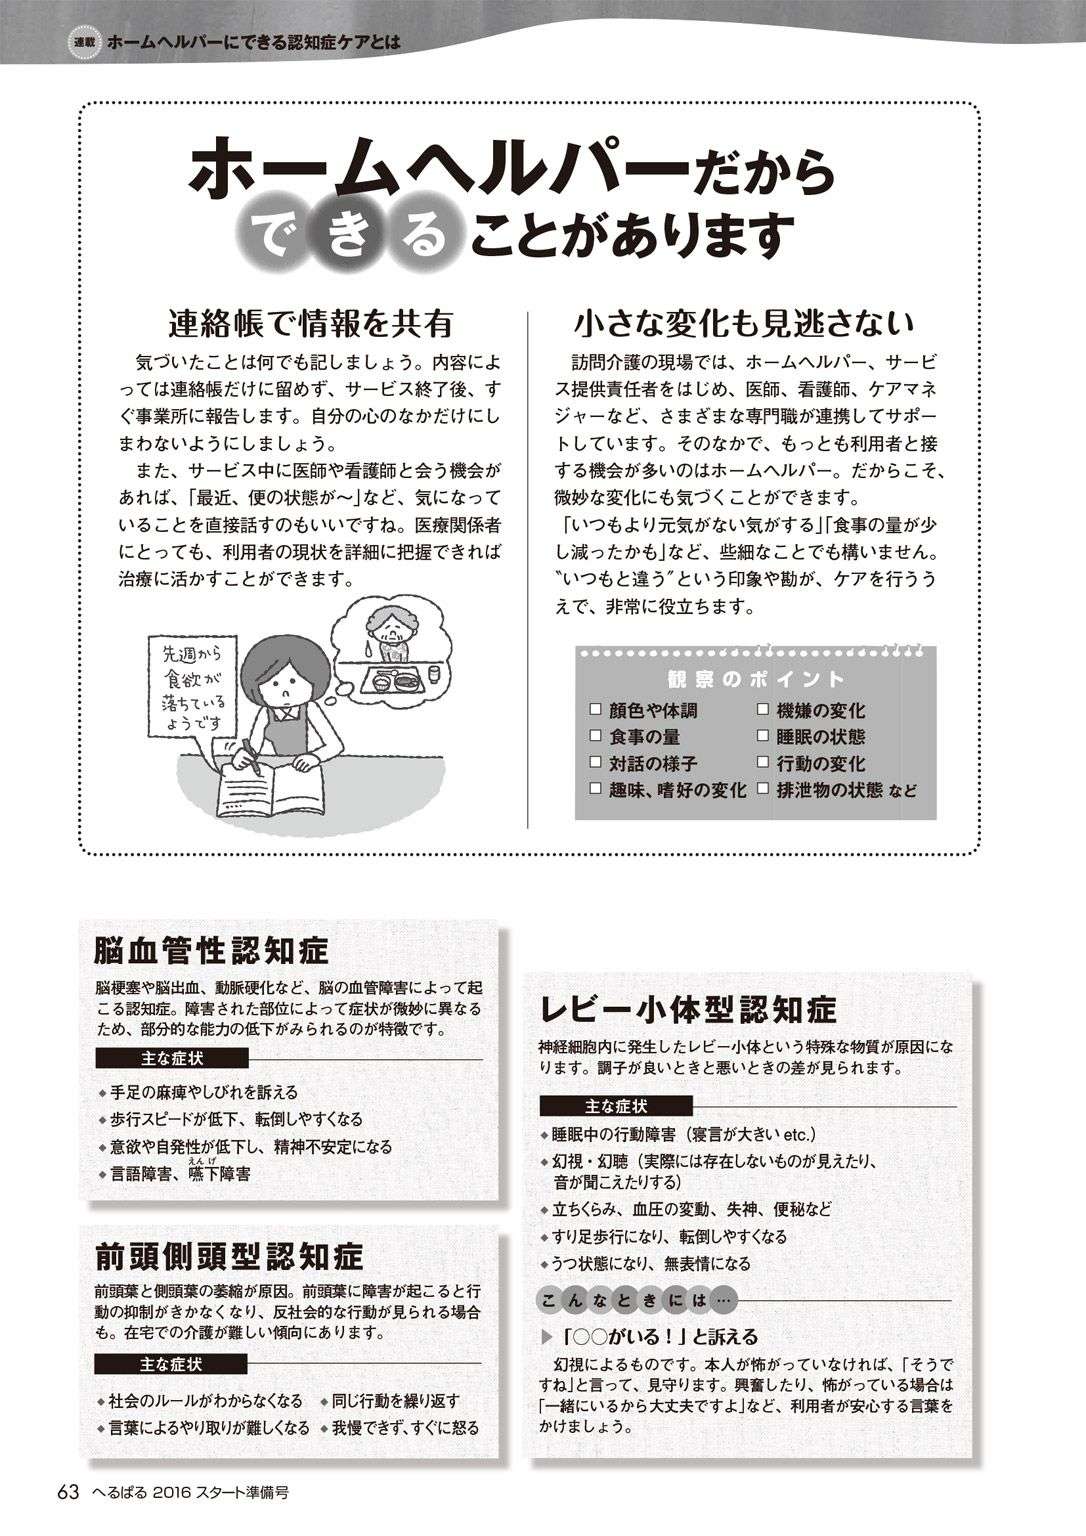 連載 ホームヘルパーにできる認知症ケアとは
ホームヘルパーだから
できることがあります
連絡帳で情報を共有
　気づいたことは何でも記しましょう。内容によ
っては連絡帳だけに留めず、サービス終了後、す
ぐ事業所に報告します。自分の心のなかだけにし
まわないようにしましょう。
　また、サービス中に医師や看護師と会う機会が
あれば、「最近、便の状態が〜」など、気になって
いることを直接話すのもいいですね。医療関係者
にとっても、利用者の現状を詳細に把握できれば
治療に活かすことができます。
先週から
食欲が
落ちている
ようです
小さな変化も見逃さない
　訪問介護の現場では、ホームヘルパー、サービ
ス提供責任者をはじめ、医師、看護師、ケアマネ
ジャーなど、さまざまな専門職が連携してサポー
トしています。そのなかで、もっとも利用者と接
する機会が多いのはホームヘルパー。だからこそ、
微妙な変化にも気づくことができます。
「いつもより元気がない気がする」「食事の量が少
し減ったかも」など、些細なことでも構いません。
〝いつもと違う〟という印象や勘が、ケアを行うう
えで、非常に役立ちます。
観察のポイント
□ 顔色や体調　□ 機嫌の変化
□ 食事の量　□ 睡眠の状態
□ 対話の様子　□ 行動の変化
□ 趣味、嗜好の変化　□ 排泄物の状態 など
脳血管性認知症
脳梗塞や脳出血、動脈硬化など、脳の血管障害によって起
こる認知症。障害された部位によって症状が微妙に異なる
ため、部分的な能力の低下がみられるのが特徴です。
主な症状
◆手足の麻痺やしびれを訴える
◆歩行スピードが低下、転倒しやすくなる
◆意欲や自発性が低下し、精神不安定になる
えんげ
◆言語障害、嚥下障害
前頭側頭型認知症
前頭葉と側頭葉の萎縮が原因。前頭葉に障害が起こると行
動の抑制がきかなくなり、反社会的な行動が見られる場合
も。在宅での介護が難しい傾向にあります。
主な症状
◆社会のルールがわからなくなる　◆同じ行動を繰り返す
◆言葉によるやり取りが難しくなる　◆我慢できず、すぐに怒る
レビー小体型認知症
神経細胞内に発生したレビー小体という特殊な物質が原因にな
ります。調子が良いときと悪いときの差が見られます。
主な症状
◆睡眠中の行動障害（寝言が大きい etc.）
◆幻視・幻聴（実際には存在しないものが見えたり、
音が聞こえたりする）
◆立ちくらみ、血圧の変動、失神、便秘など
◆すり足歩行になり、転倒しやすくなる
◆うつ状態になり、無表情になる
こんなときには…
▶「○○がいる！」と訴える
　幻視によるものです。本人が怖がっていなければ、「そうで
すね」と言って、見守ります。興奮したり、怖がっている場合は
「一緒にいるから大丈夫ですよ」など、利用者が安心する言葉を
かけましょう。
63 へるぱる 2016 スタート準備号